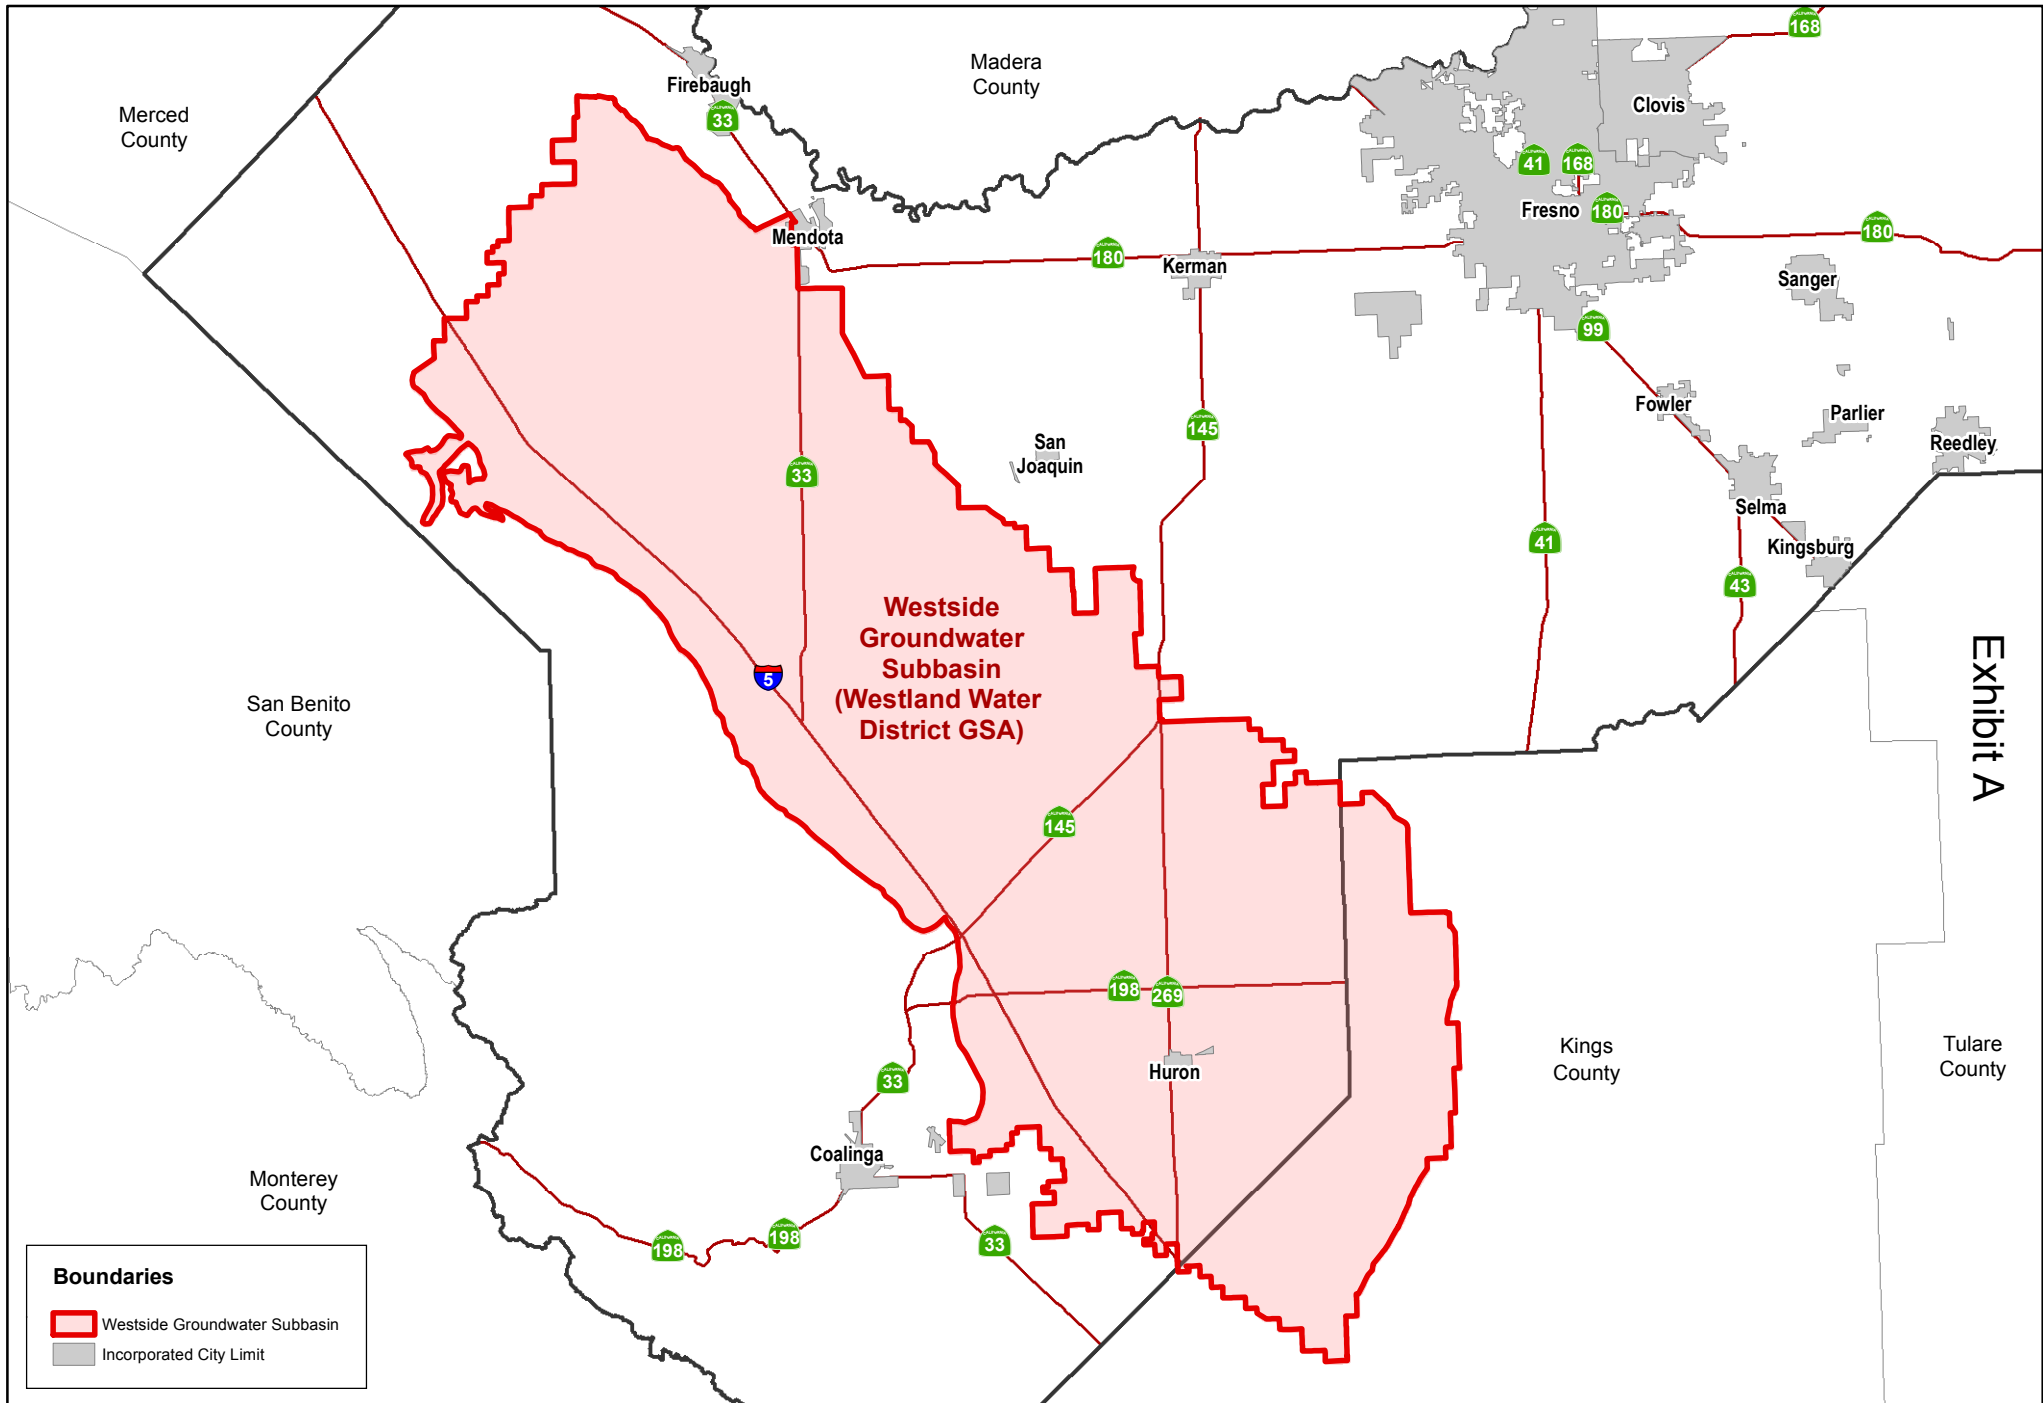 168
Madera
County
Firebaugh
Merced
County
Clovis
33
41
168
Fresno
180
180
Mendota
180
Kerman
Sanger
99
Fowler
Parlier
145
San
Joaquin
Reedley
33
Selma
41
Kingsburg
43
Westside
Groundwater
Subbasin
(Westland Water
District GSA)
5
San Benito
County
Exhibit A
145
198
269
Kings
County
Tulare
County
Huron
33
Coalinga
Monterey
County
198
198
33
Boundaries
Westside Groundwater Subbasin
Incorporated City Limit